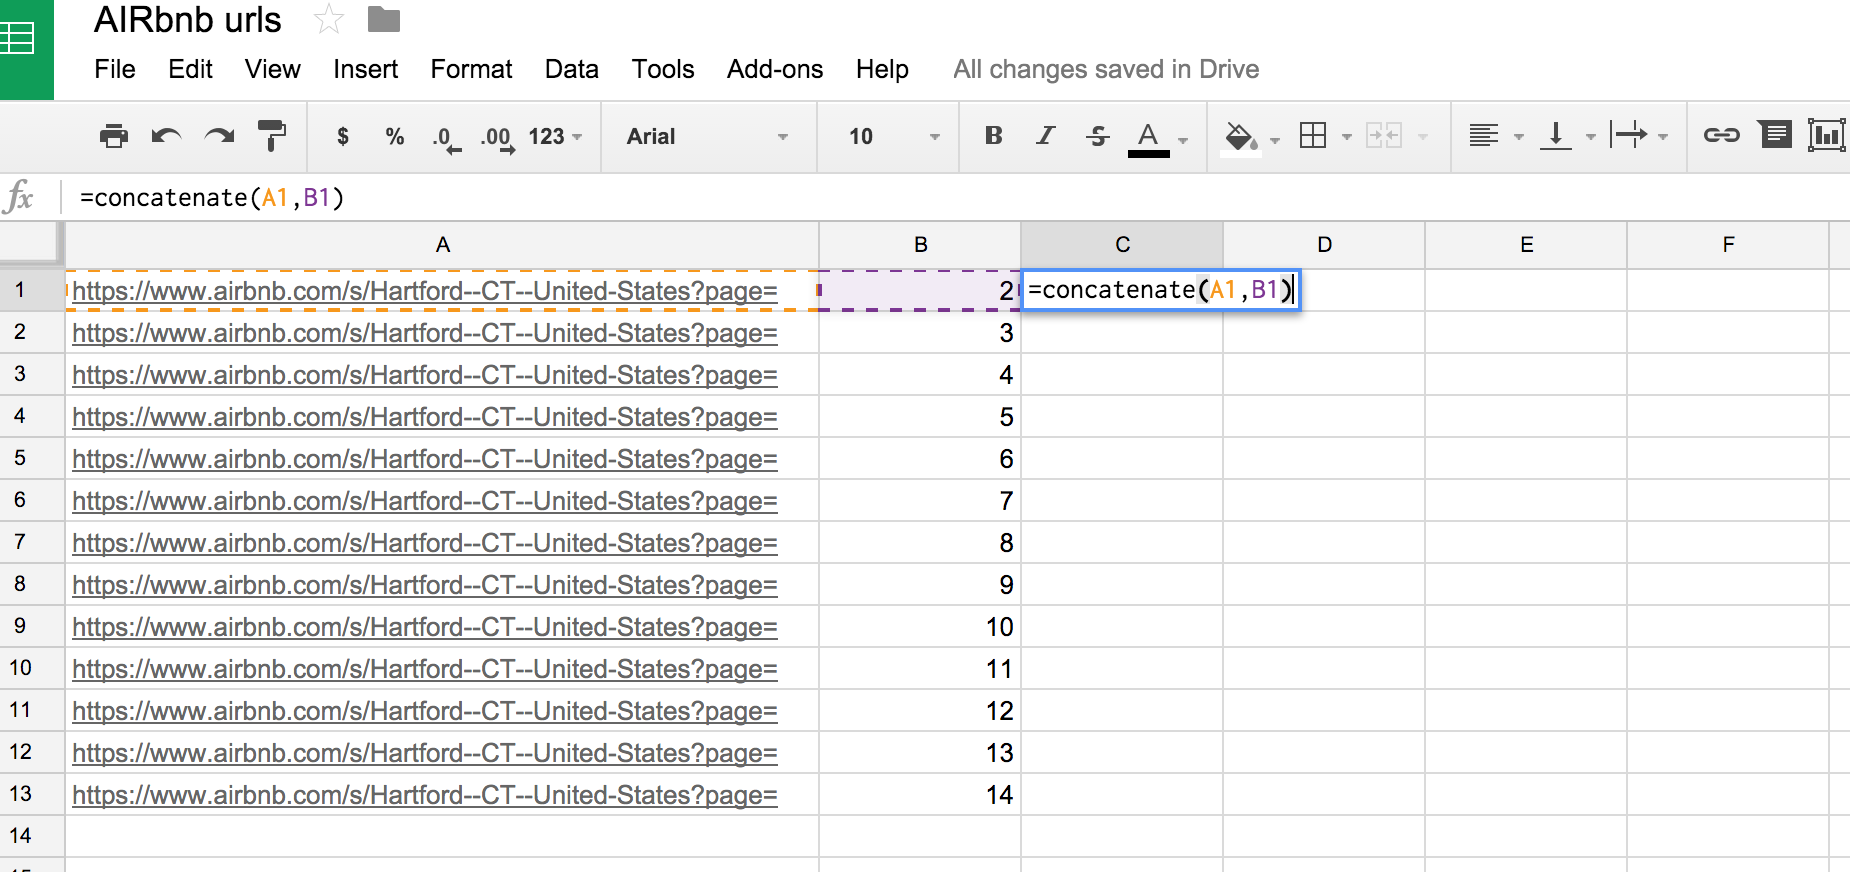 AIRbnb urls
File Edit View Insert Format Data Tools Add-ons Help All changes saved in Drive
$ % .0 .00 123 Arial 10 B I S A
fx =concatenate(A1,B1)
A B C D E F
1 https://www.airbnb.com/s/Hartford--CT--United-States?page= 2 =concatenate(A1,B1)
2 https://www.airbnb.com/s/Hartford--CT--United-States?page= 3
3 https://www.airbnb.com/s/Hartford--CT--United-States?page= 4
4 https://www.airbnb.com/s/Hartford--CT--United-States?page= 5
5 https://www.airbnb.com/s/Hartford--CT--United-States?page= 6
6 https://www.airbnb.com/s/Hartford--CT--United-States?page= 7
7 https://www.airbnb.com/s/Hartford--CT--United-States?page= 8
8 https://www.airbnb.com/s/Hartford--CT--United-States?page= 9
9 https://www.airbnb.com/s/Hartford--CT--United-States?page= 10
10 https://www.airbnb.com/s/Hartford--CT--United-States?page= 11
11 https://www.airbnb.com/s/Hartford--CT--United-States?page= 12
12 https://www.airbnb.com/s/Hartford--CT--United-States?page= 13
13 https://www.airbnb.com/s/Hartford--CT--United-States?page= 14
14